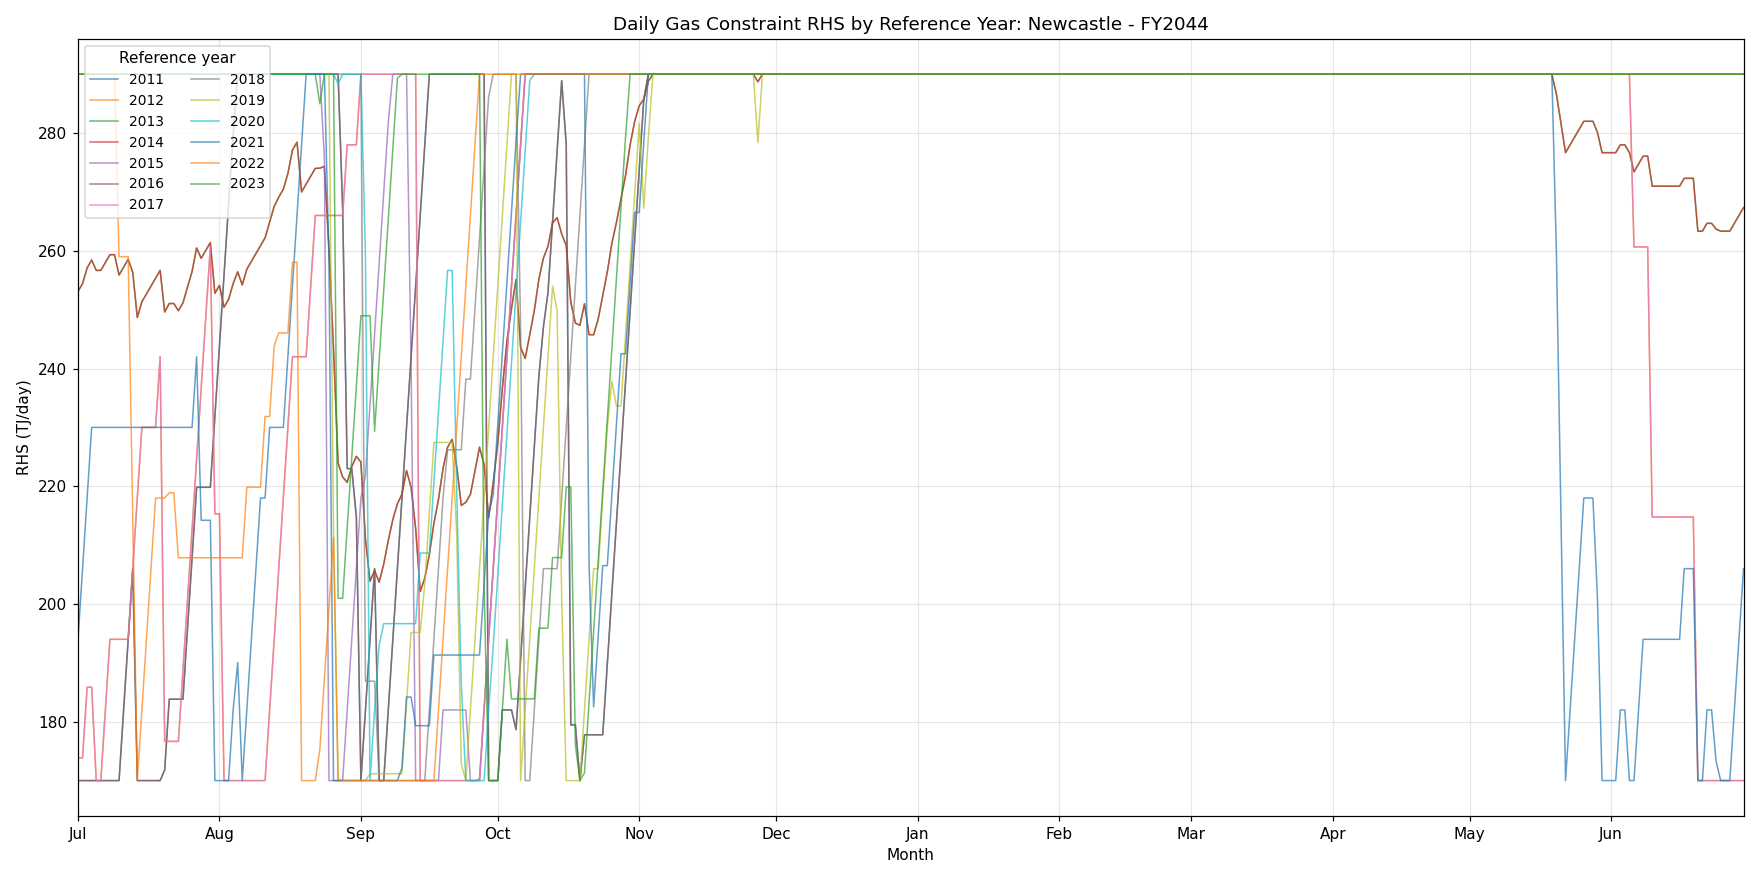 Daily Gas Constraint RHS by Reference Year: Newcastle - FY2044
Reference year
2011
2012
2013
2014
2015
2016
2017
2018
2019
2020
2021
2022
2023
RHS (TJ/day)
280
260
240
220
200
180
Jul
Aug
Sep
Oct
Nov
Dec
Jan
Feb
Mar
Apr
May
Jun
Month